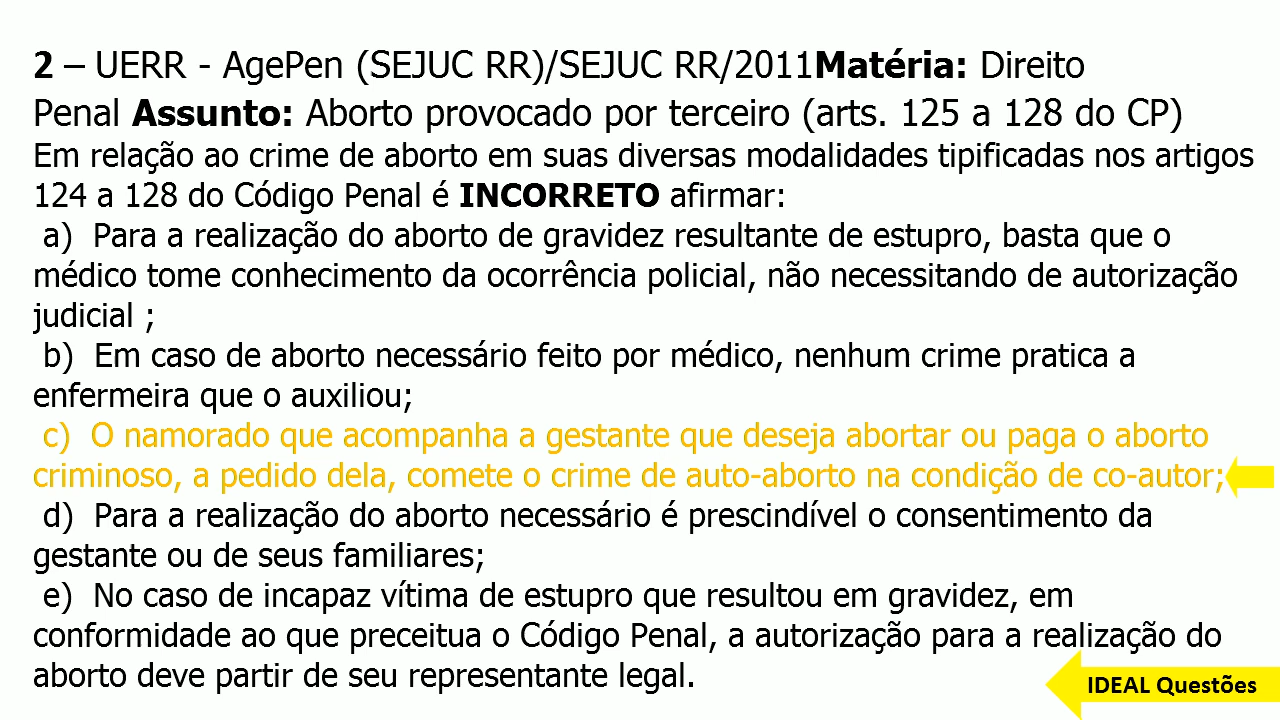 2 – UERR - AgePen (SEJUC RR)/SEJUC RR/2011Matéria: Direito
Penal Assunto: Aborto provocado por terceiro (arts. 125 a 128 do CP)
Em relação ao crime de aborto em suas diversas modalidades tipificadas nos artigos
124 a 128 do Código Penal é INCORRETO afirmar:
a) Para a realização do aborto de gravidez resultante de estupro, basta que o
médico tome conhecimento da ocorrência policial, não necessitando de autorização
judicial ;
b) Em caso de aborto necessário feito por médico, nenhum crime pratica a
enfermeira que o auxiliou;
c) O namorado que acompanha a gestante que deseja abortar ou paga o aborto
criminoso, a pedido dela, comete o crime de auto-aborto na condição de co-autor;
d) Para a realização do aborto necessário é prescindível o consentimento da
gestante ou de seus familiares;
e) No caso de incapaz vítima de estupro que resultou em gravidez, em
conformidade ao que preceitua o Código Penal, a autorização para a realização do
aborto deve partir de seu representante legal.
IDEAL Questões